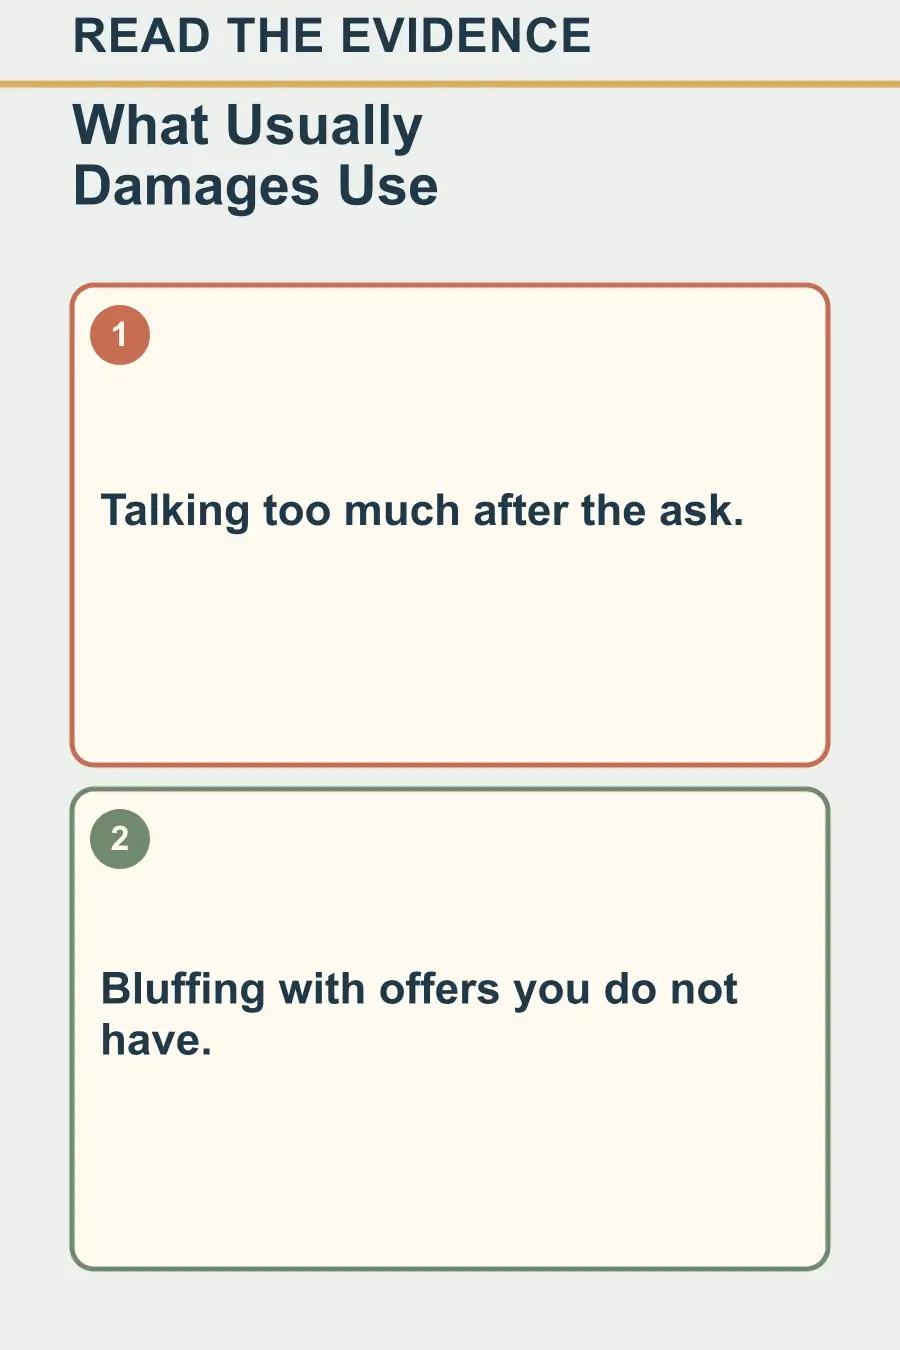 READ THE EVIDENCE
What Usually
Damages Use
1
Talking too much after the ask.
2
Bluffing with offers you do not
have.